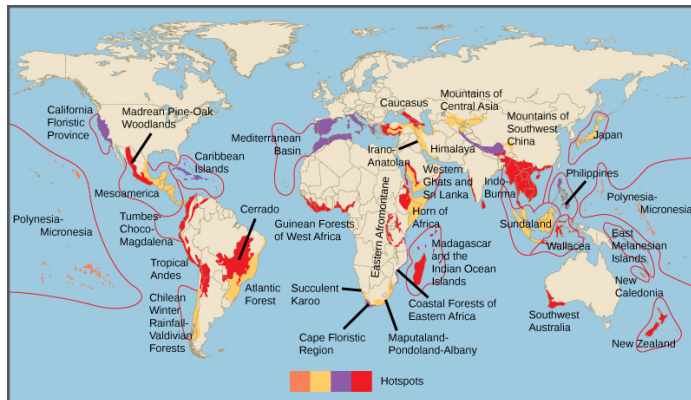 California
Floristic
Province
Madrean Pine-Oak
Woodlands
Mediterranean
Basin
Caribbean
Islands
Caucasus
Mountains of
Central Asia
Mountains of
Southwest
China
Japan
Irano-
Anatolian
Himalaya
Mesoamerica
Polynesia-
Micronesia
Tumbes-
Choco-
Magdalena
Cerrado
Guinean Forests
of West Africa
Eastern Afromontane
Western
Ghats and
Sri Lanka
Horn of
Africa
Indo-
Burma
Philippines
Polynesia-
Micronesia
Sundaland
Wallacea
East
Melanesian
Islands
Tropical
Andes
Atlantic
Forest
Succulent
Karoo
Madagascar
and the
Indian Ocean
Islands
Coastal Forests of
Eastern Africa
New
Caledonia
Chilean
Winter
Rainfall-
Valdivian
Forests
Cape Floristic
Region
Maputaland-
Pondoland-Albany
Southwest
Australia
New Zealand
Hotspots